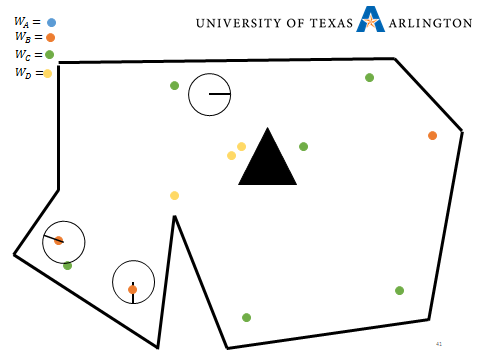 UNIVERSITY OF TEXAS ARLINGTON
W_A =
W_B =
W_C =
W_D =
41